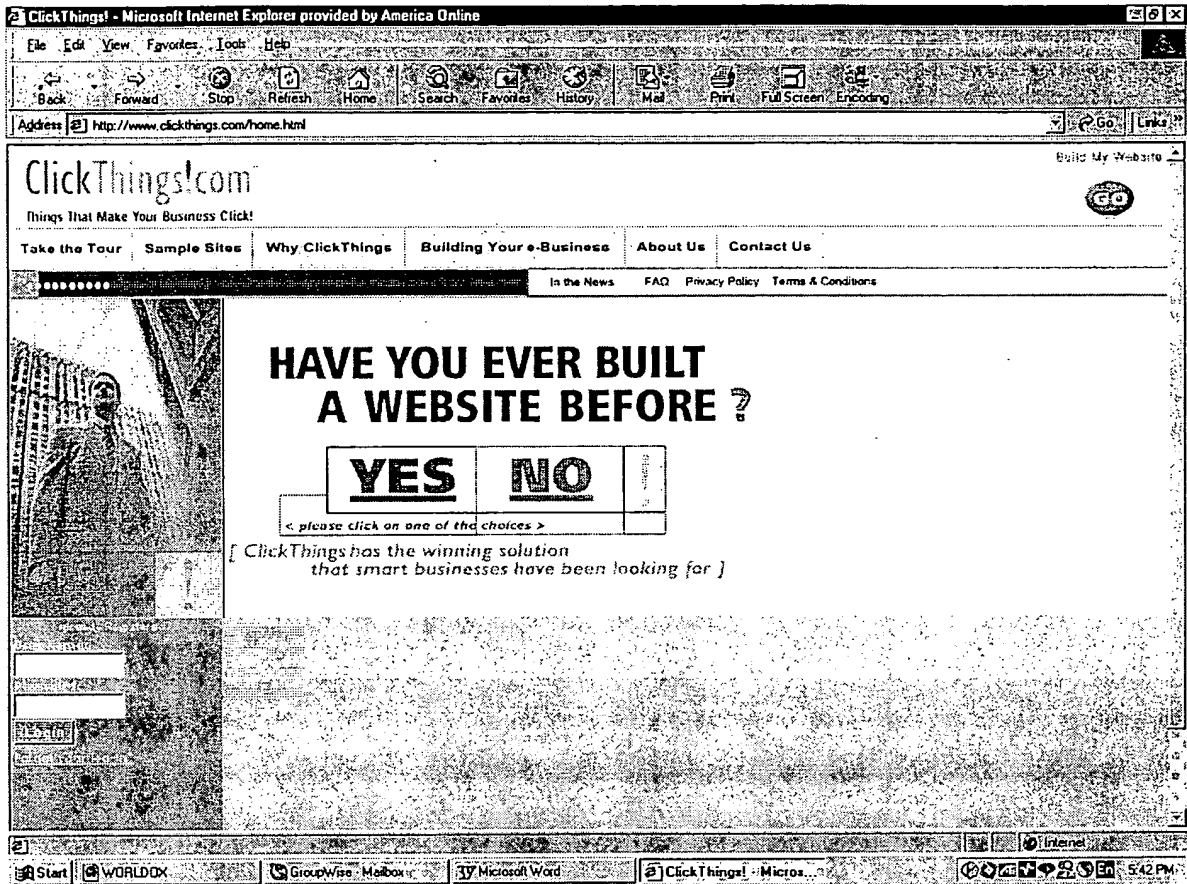 ClickThings! - Microsoft Internet Explorer provided by America Online
File Edit View Favorites Tools Help
Back Forward Stop Refresh Home Search Favorites History Mail Print Full Screen Encoding
Address http://www.clickthings.com/home.html Go Links »
ClickThings!com
Build My Website
GO
Things That Make Your Business Click!
Take the Tour Sample Sites Why ClickThings Building Your e-Business About Us Contact Us
In the News FAQ Privacy Policy Terms & Conditions
HAVE YOU EVER BUILT
A WEBSITE BEFORE ?
YES NO !
< please click on one of the choices >
[ ClickThings has the winning solution
that smart businesses have been looking for ]
!
Login
Internet
Start WORLDOX GroupWise - Mailbox Microsoft Word ClickThings! - Micros... En 5:42 PM